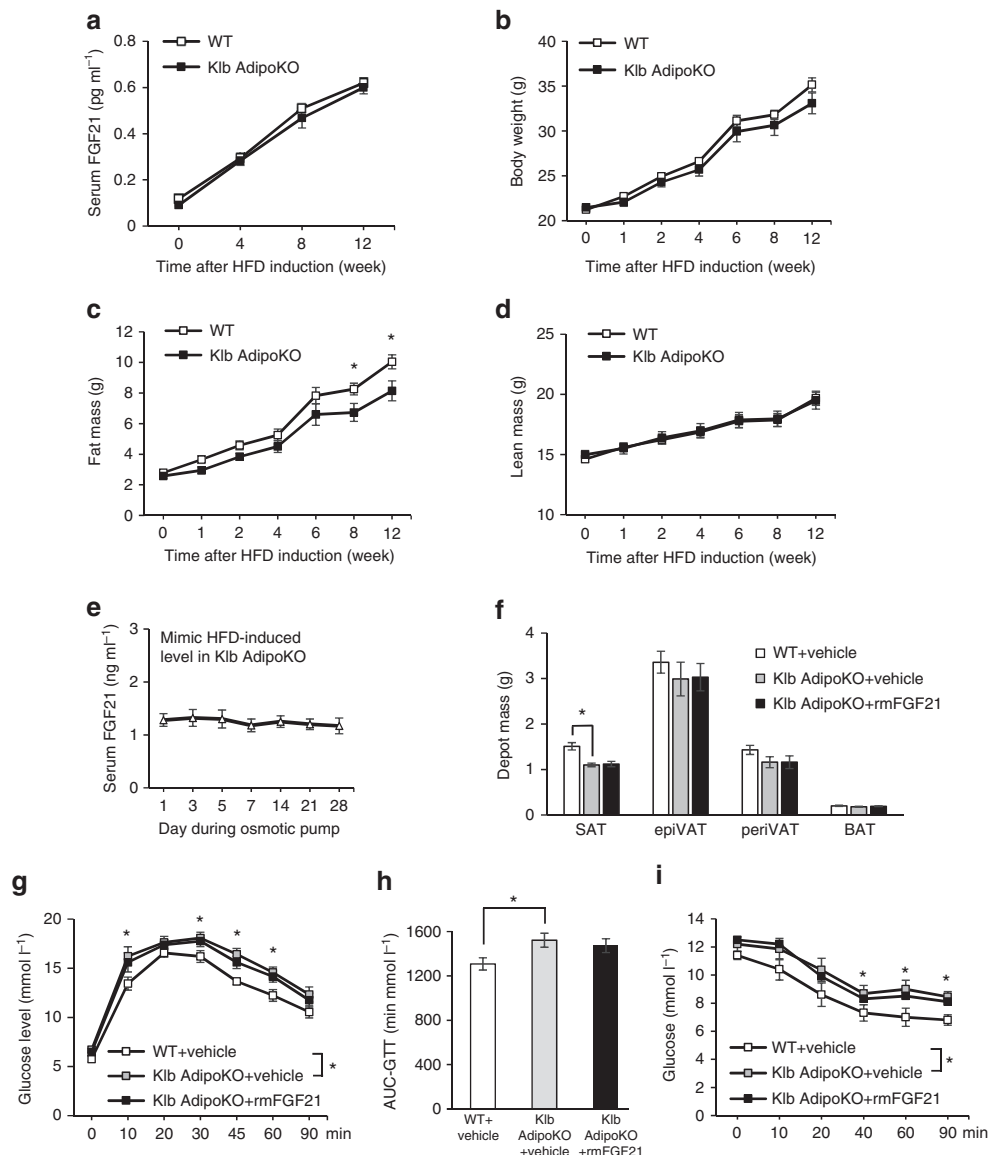 a
WT
Klb AdipoKO
Serum FGF21 (pg ml⁻¹)
0.8
0.6
0.4
0.2
0
0 4 8 12
Time after HFD induction (week)
b
WT
Klb AdipoKO
Body weight (g)
40
35
30
25
20
0 1 2 4 6 8 12
Time after HFD induction (week)
c
WT
Klb AdipoKO
Fat mass (g)
12
10
8
6
4
2
0
* *
0 1 2 4 6 8 12
Time after HFD induction (week)
d
WT
Klb AdipoKO
Lean mass (g)
25
20
15
10
0 1 2 4 6 8 12
Time after HFD induction (week)
e
Mimic HFD-induced
level in Klb AdipoKO
Serum FGF21 (ng ml⁻¹)
3
2
1
0
1 3 5 7 14 21 28
Day during osmotic pump
f
WT+vehicle
Klb AdipoKO+vehicle
Klb AdipoKO+rmFGF21
Depot mass (g)
4
3
2
1
0
*
SAT epiVAT periVAT BAT
g
Glucose level (mmol l⁻¹)
20
15
10
5
0
* * * *
WT+vehicle
Klb AdipoKO+vehicle
Klb AdipoKO+rmFGF21
*
0 10 20 30 45 60 90 min
h
AUC-GTT (min mmol l⁻¹)
1600
1200
800
400
0
*
WT+
vehicle
Klb
AdipoKO
+vehicle
Klb
AdipoKO
+rmFGF21
i
Glucose (mmol l⁻¹)
14
12
10
8
6
4
2
0
* * *
WT+vehicle
Klb AdipoKO+vehicle
Klb AdipoKO+rmFGF21
*
0 10 20 40 60 90 min